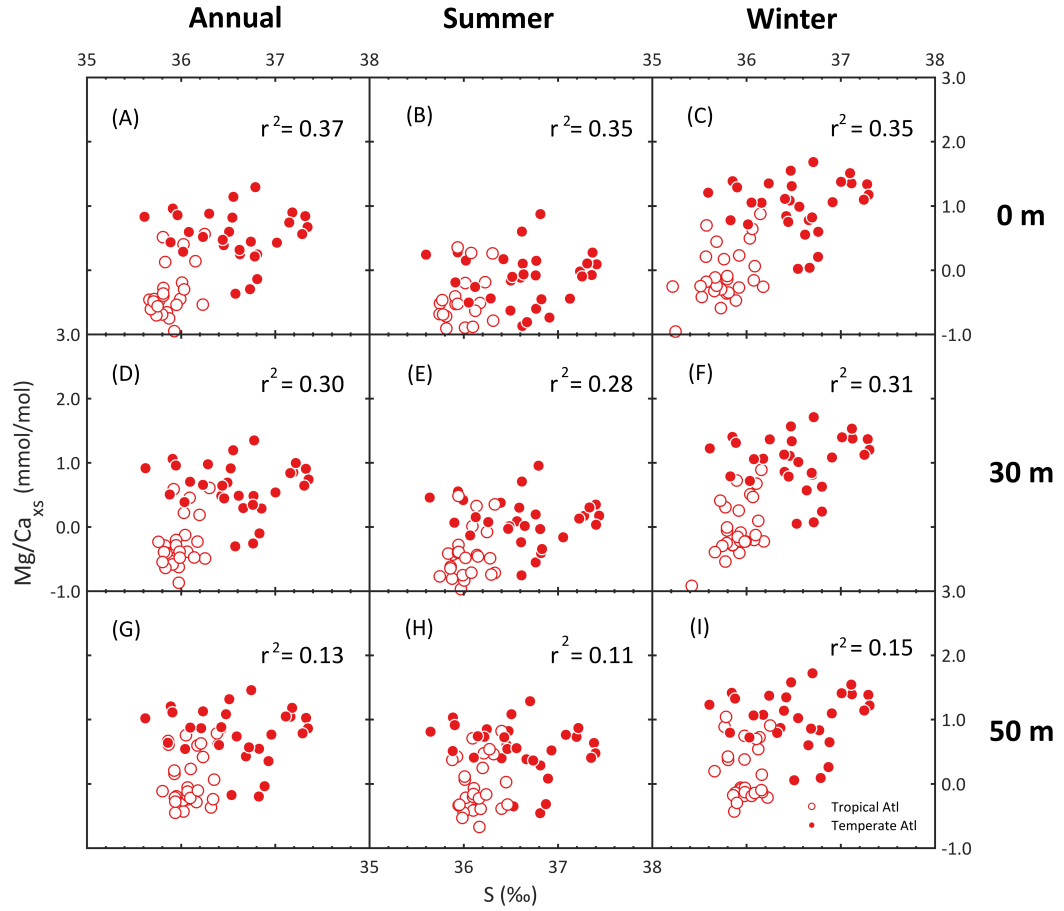 Annual Summer Winter
35 36 37 35 36 37 38
(A) r²= 0.37
(B) r²= 0.35
(C) r²= 0.35
3.0
2.0
1.0
0.0
-1.0
0 m
3.0
2.0
1.0
0.0
-1.0
(D) r²= 0.30
(E) r²= 0.28
(F) r²= 0.31
30 m
Mg/Caxs (mmol/mol)
(G) r²= 0.13
(H) r²= 0.11
(I) r²= 0.15
3.0
2.0
1.0
0.0
-1.0
50 m
Tropical Atl
Temperate Atl
35 36 37 38
S (‰)